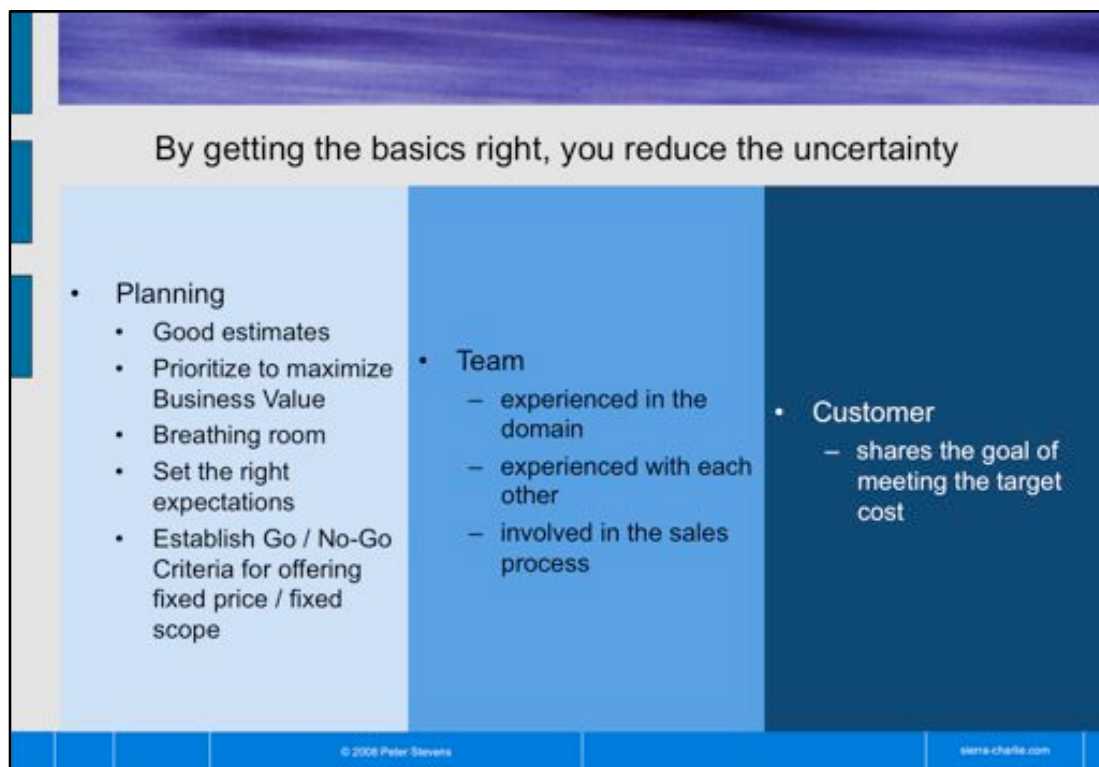 By getting the basics right, you reduce the uncertainty
• Planning
• Good estimates
• Prioritize to maximize
Business Value
• Breathing room
• Set the right
expectations
• Establish Go / No-Go
Criteria for offering
fixed price / fixed
scope
• Team
– experienced in the
domain
– experienced with each
other
– involved in the sales
process
• Customer
– shares the goal of
meeting the target
cost
© 2008 Peter Stevens
sierra-charlie.com